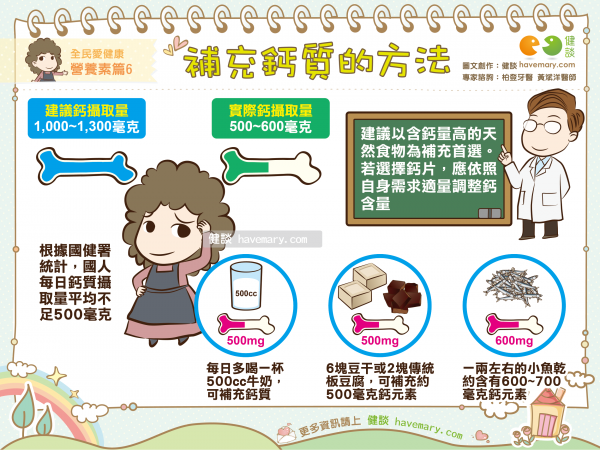 全民愛健康
營養素篇6
補充鈣質的方法
健談
havemary.com
圖文創作：健談
專家諮詢：柏登牙醫 黃斌洋醫師
建議鈣攝取量
1,000~1,300毫克
實際鈣攝取量
500~600毫克
建議以含鈣量高的天
然食物為補充首選。
若選擇鈣片，應依照
自身需求適量調整鈣
含量
健談 havemary.com
根據國健署
統計，國人
每日鈣質攝
取量平均不
足500毫克
500cc
500mg
每日多喝一杯
500cc牛奶，
可補充鈣質
500mg
6塊豆干或2塊傳統
板豆腐，可補充約
500毫克鈣元素
600mg
一兩左右的小魚乾
約含有600~700
毫克鈣元素
更多資訊請上 健談 havemary.com